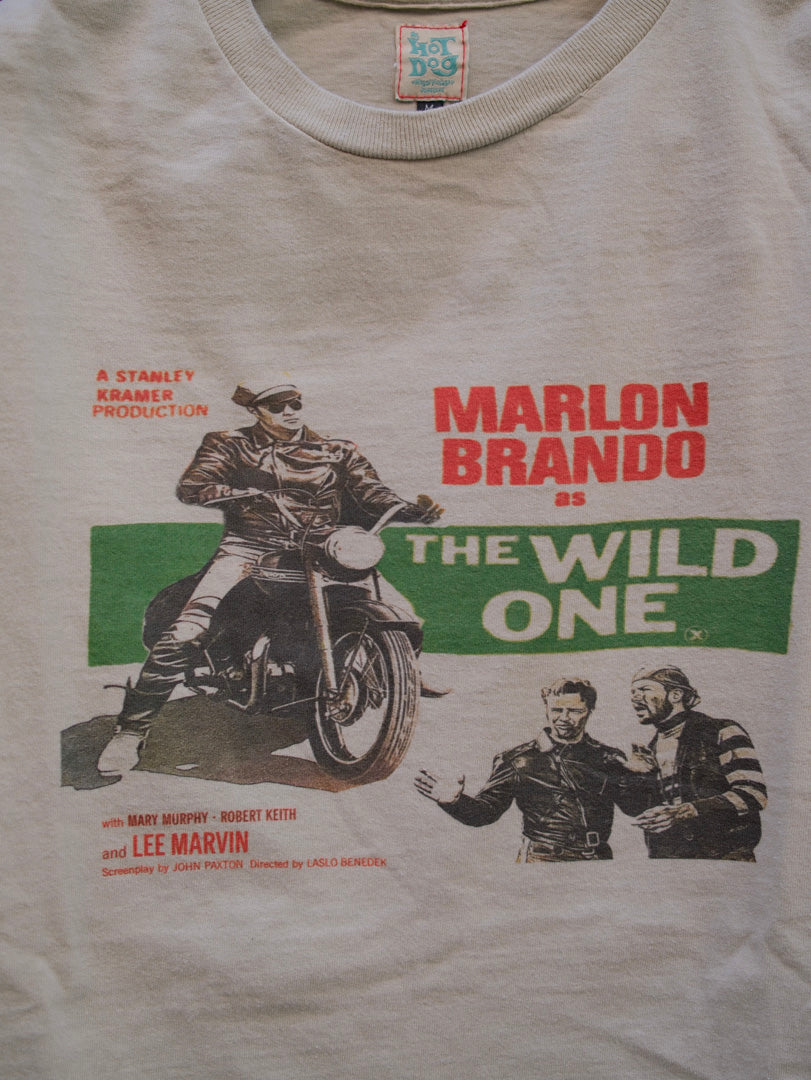 HOT
DOG
M
A STANLEY
KRAMER
PRODUCTION
MARLON
BRANDO
as
THE WILD
ONE
X
with MARY MURPHY · ROBERT KEITH
and LEE MARVIN
Screenplay by JOHN PAXTON Directed by LASLO BENEDEK